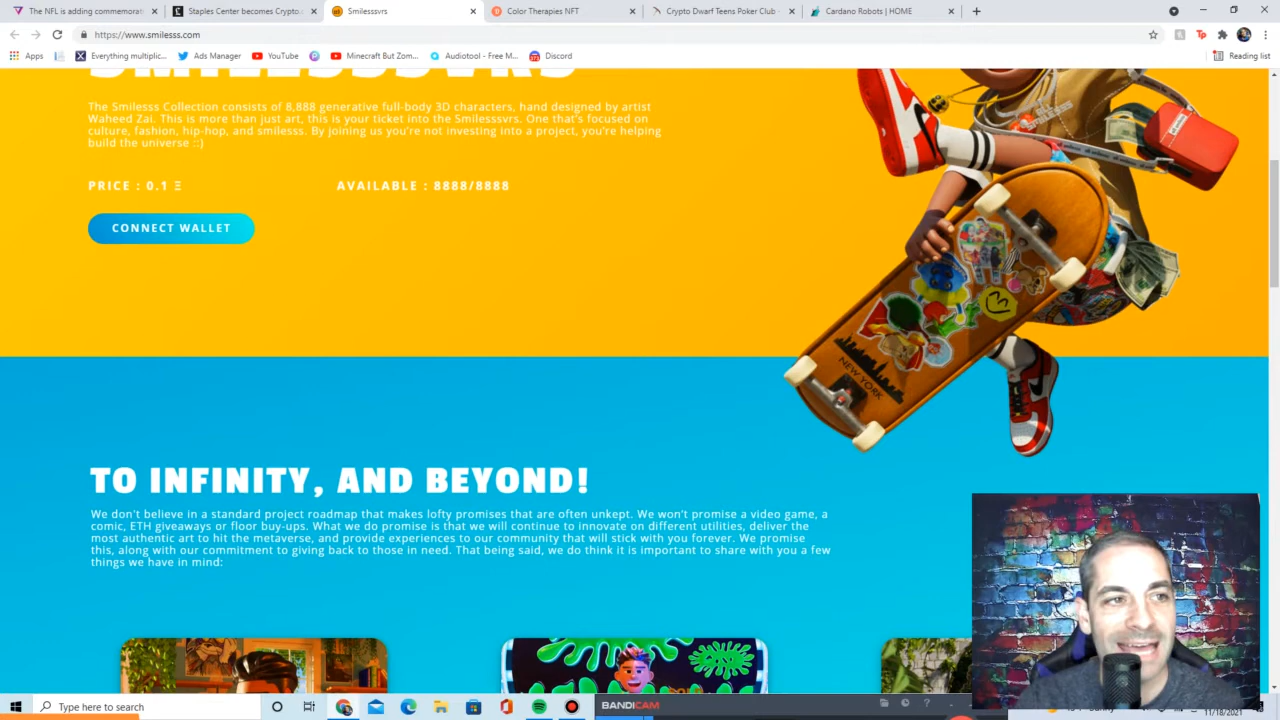 The NFL is adding commemorat
Staples Center becomes Crypto.c
Smilesssvrs
Color Therapies NFT
Crypto Dwarf Teens Poker Club -
Cardano Robots | HOME
https://www.smilesss.com
Apps
Everything multiplic...
Ads Manager
YouTube
Minecraft But Zom...
Audiotool - Free M...
Discord
Reading list
SMILESSSVRS
The Smilesss Collection consists of 8,888 generative full-body 3D characters, hand designed by artist
Waheed Zai. This is more than just art, this is your ticket into the Smilesssvrs. One that's focused on
culture, fashion, hip-hop, and smilesss. By joining us you're not investing into a project, you're helping
build the universe ::)
PRICE : 0.1 Ξ
AVAILABLE : 8888/8888
CONNECT WALLET
NEW YORK
TO INFINITY, AND BEYOND!
We don't believe in a standard project roadmap that makes lofty promises that are often unkept. We won't promise a video game, a
comic, ETH giveaways or floor buy-ups. What we do promise is that we will continue to innovate on different utilities, deliver the
most authentic art to hit the metaverse, and provide experiences to our community that will stick with you forever. We promise
this, along with our commitment to giving back to those in need. That being said, we do think it is important to share with you a few
things we have in mind:
Type here to search
BANDICAM
11/18/2021